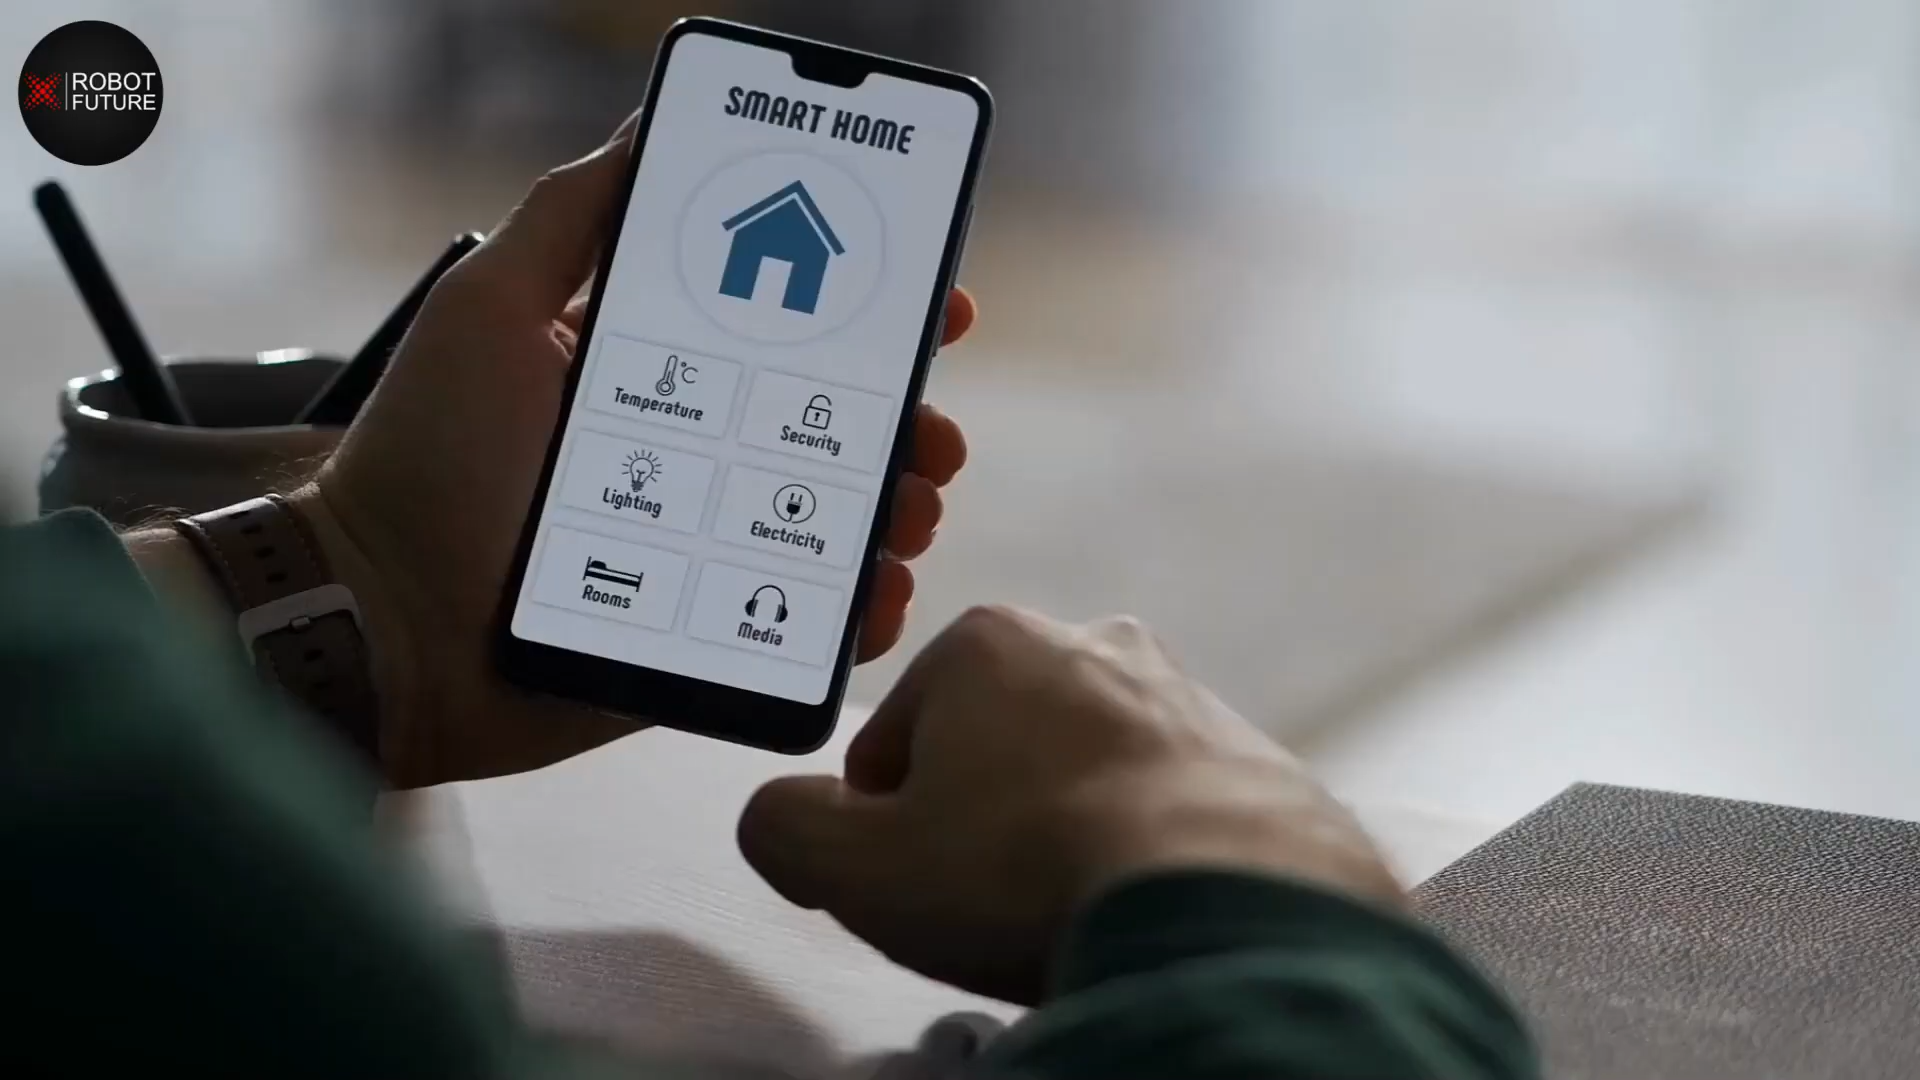 ROBOT
FUTURE
SMART HOME
°C
Temperature
Security
Lighting
Electricity
Rooms
Media